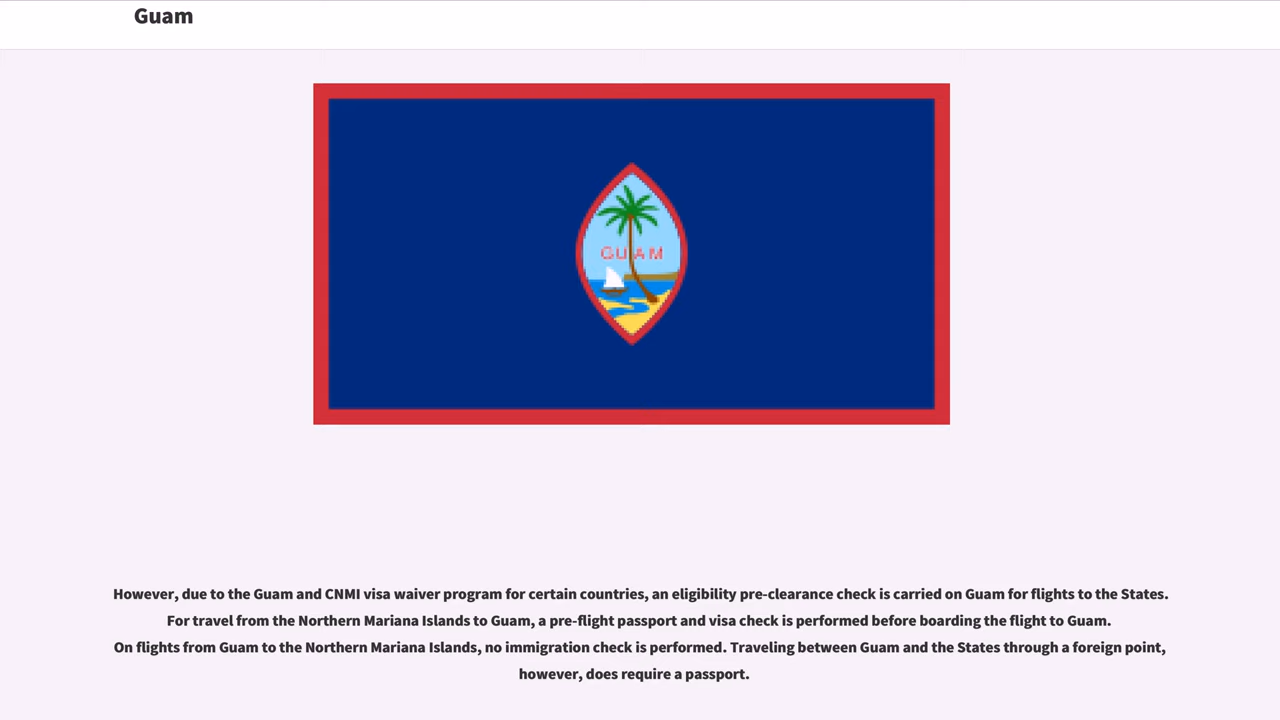 Guam
GUAM
However, due to the Guam and CNMI visa waiver program for certain countries, an eligibility pre-clearance check is carried on Guam for flights to the States.
For travel from the Northern Mariana Islands to Guam, a pre-flight passport and visa check is performed before boarding the flight to Guam.
On flights from Guam to the Northern Mariana Islands, no immigration check is performed. Traveling between Guam and the States through a foreign point,
however, does require a passport.